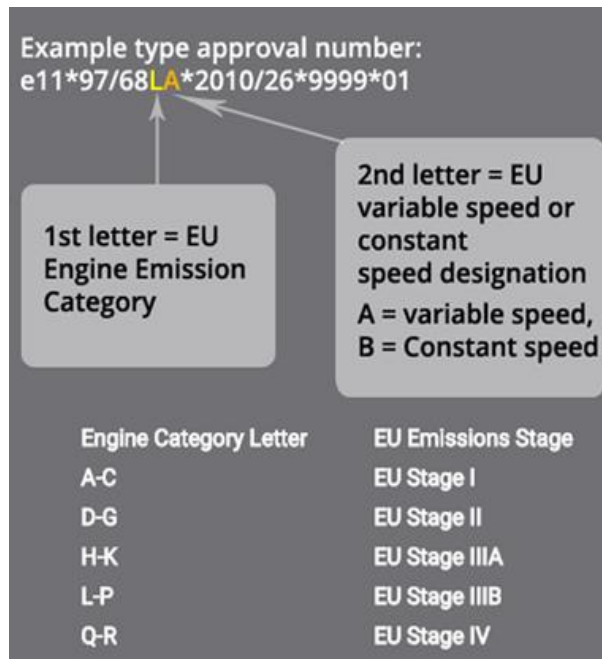 Example type approval number:
e11*97/68LA*2010/26*9999*01
1st letter = EU
Engine Emission
Category
2nd letter = EU
variable speed or
constant
speed designation
A = variable speed,
B = Constant speed
Engine Category Letter EU Emissions Stage
A-C EU Stage I
D-G EU Stage II
H-K EU Stage IIIA
L-P EU Stage IIIB
Q-R EU Stage IV